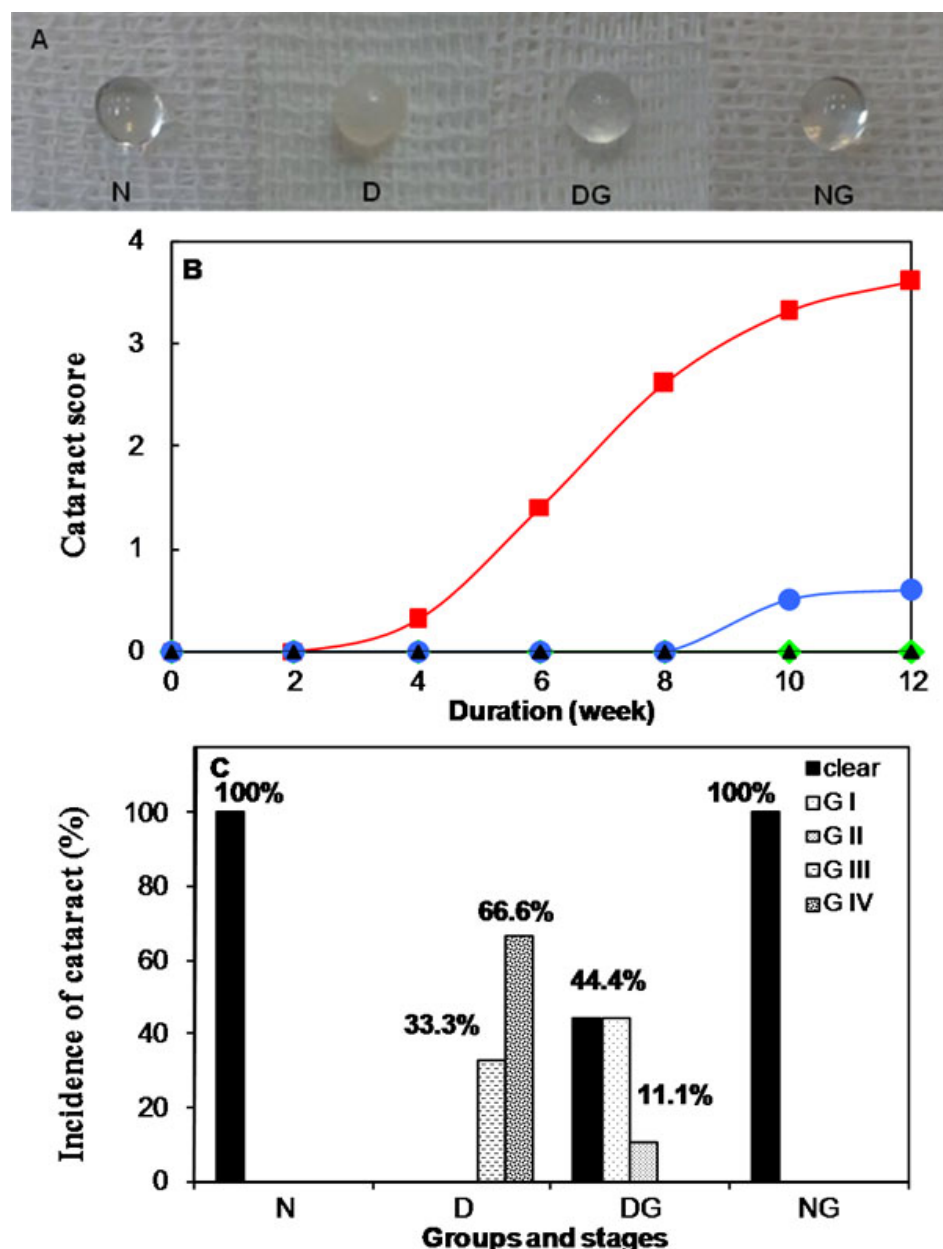 A
N D DG NG
B
4
3
2
1
0
Cataract score
0 2 4 6 8 10 12
Duration (week)
C
100% 100%
66.6%
33.3%
44.4%
11.1%
clear
G I
G II
G III
G IV
100
80
60
40
20
0
Incidence of cataract (%)
N D DG NG
Groups and stages